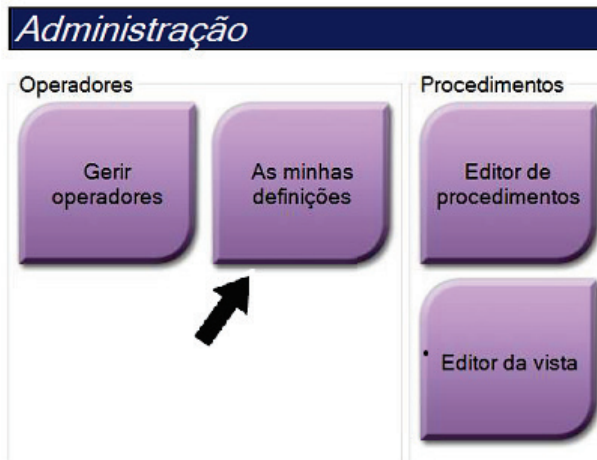 Administração
Operadores
Gerir
operadores
As minhas
definições
Procedimentos
Editor de
procedimentos
Editor da vista